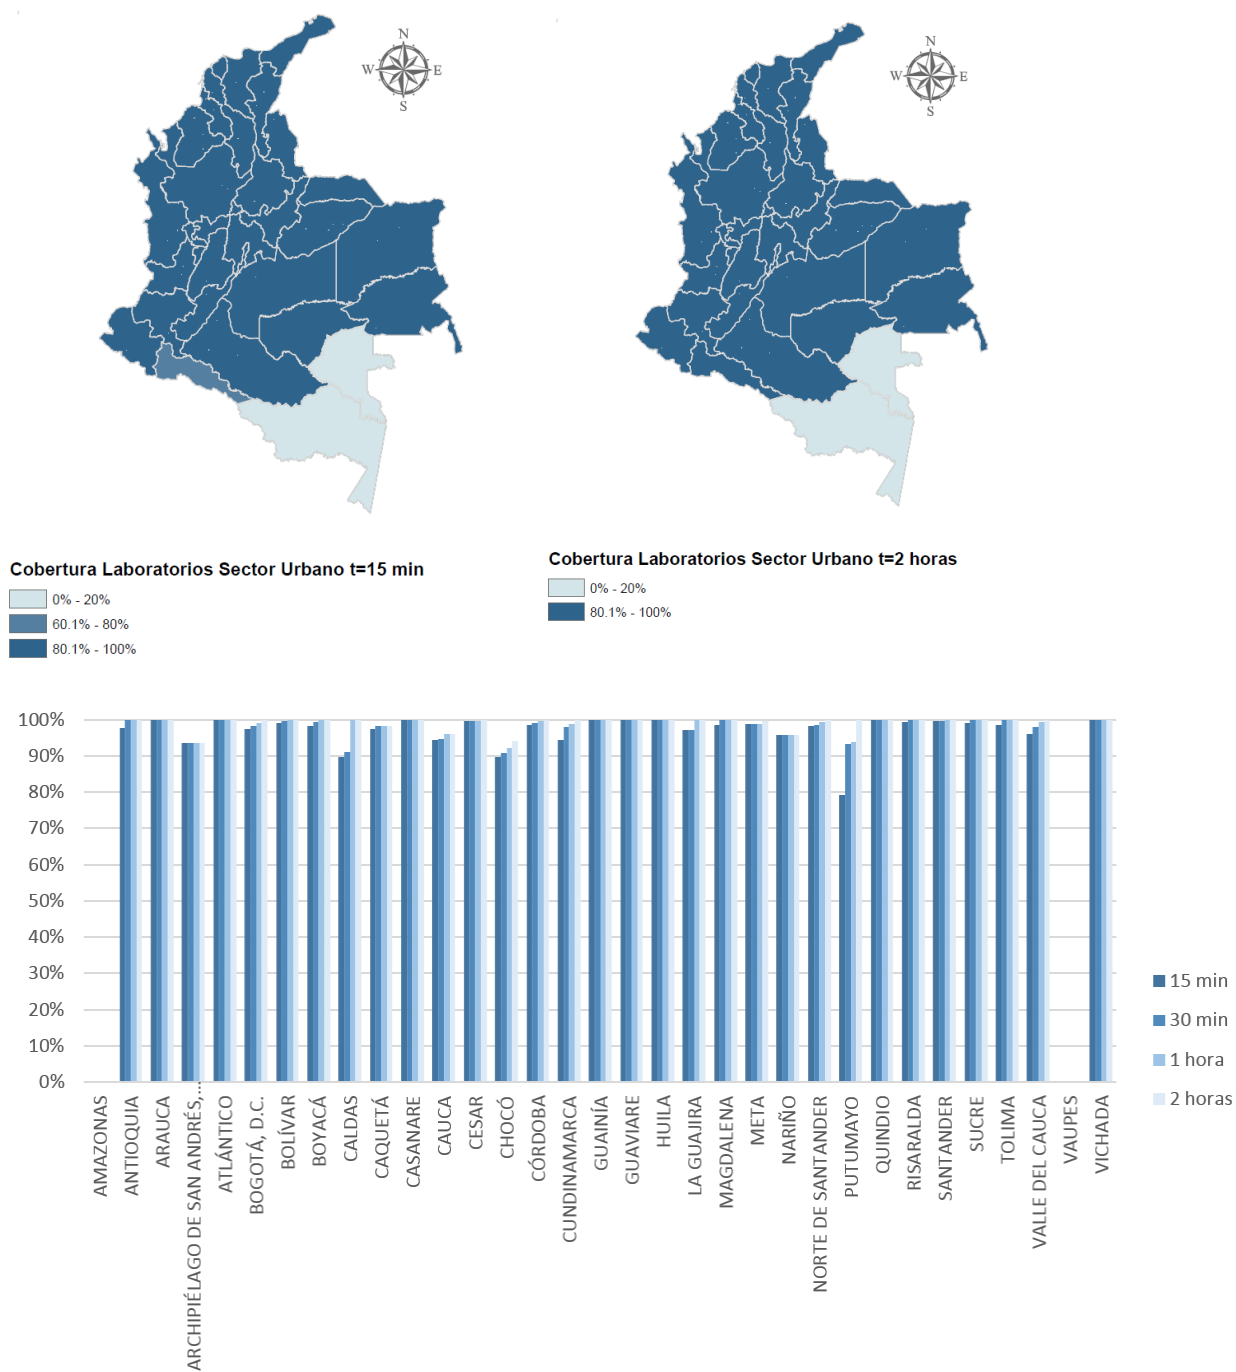 N
W E
S
N
W E
S
Cobertura Laboratorios Sector Urbano t=15 min
0% - 20%
60.1% - 80%
80.1% - 100%
Cobertura Laboratorios Sector Urbano t=2 horas
0% - 20%
80.1% - 100%
100%
90%
80%
70%
60%
50%
40%
30%
20%
10%
0%
AMAZONAS
ANTIOQUIA
ARAUCA
ARCHIPIÉLAGO DE SAN ANDRÉS,...
ATLÁNTICO
BOGOTÁ, D.C.
BOLÍVAR
BOYACÁ
CALDAS
CAQUETÁ
CASANARE
CAUCA
CESAR
CHOCÓ
CÓRDOBA
CUNDINAMARCA
GUAINÍA
GUAVIARE
HUILA
LA GUAJIRA
MAGDALENA
META
NARIÑO
NORTE DE SANTANDER
PUTUMAYO
QUINDIO
RISARALDA
SANTANDER
SUCRE
TOLIMA
VALLE DEL CAUCA
VAUPES
VICHADA
15 min
30 min
1 hora
2 horas